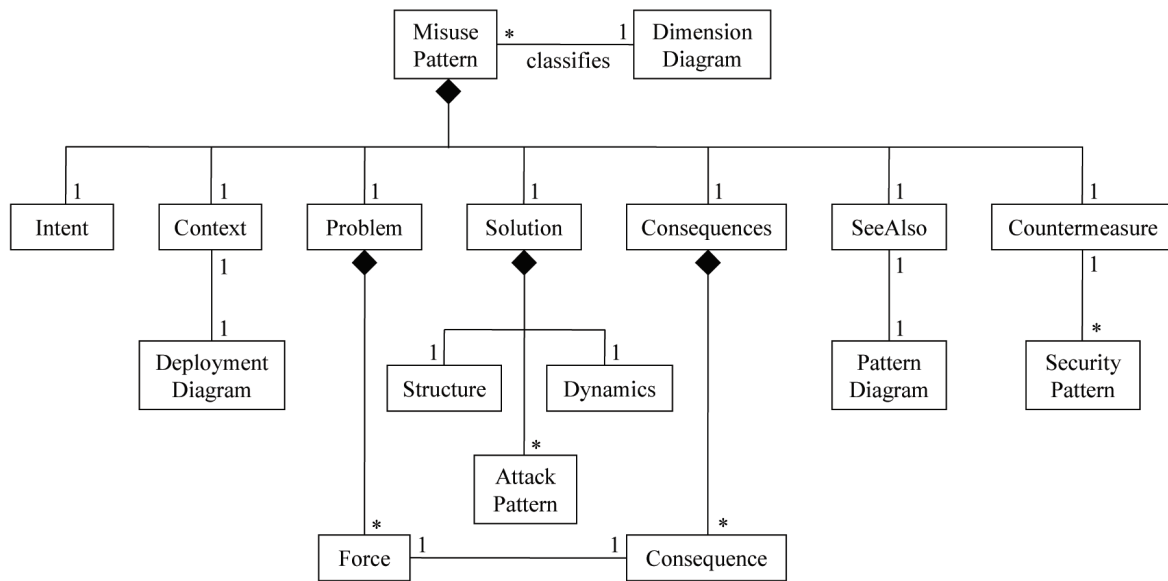 Misuse
Pattern
* 1
classifies
Dimension
Diagram
1 1 1 1 1 1 1
Intent
Context
Problem
Solution
Consequences
SeeAlso
Countermeasure
1 1 1
1 1 1 1 *
Deployment
Diagram
Structure
Dynamics
Pattern
Diagram
Security
Pattern
*
Attack
Pattern
* *
Force
1 1
Consequence